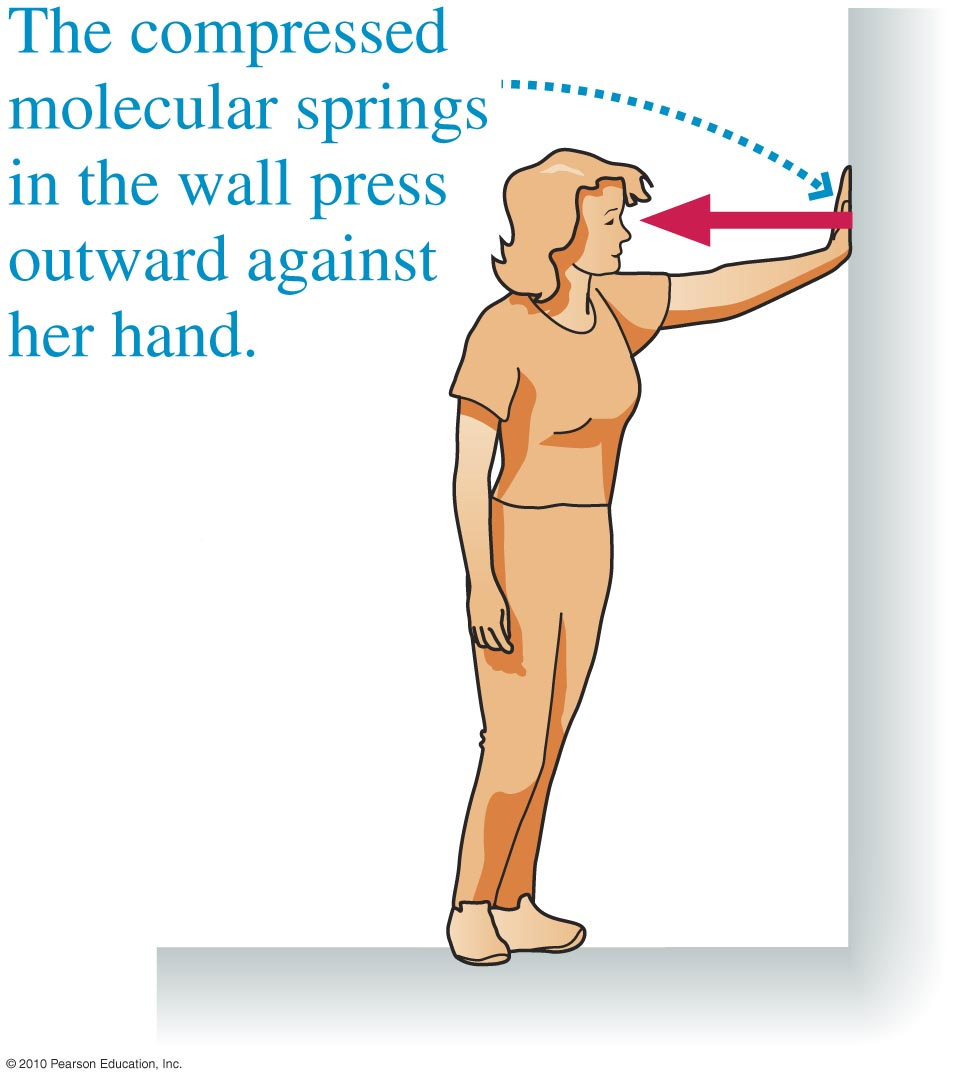 The compressed
molecular springs
in the wall press
outward against
her hand.
© 2010 Pearson Education, Inc.